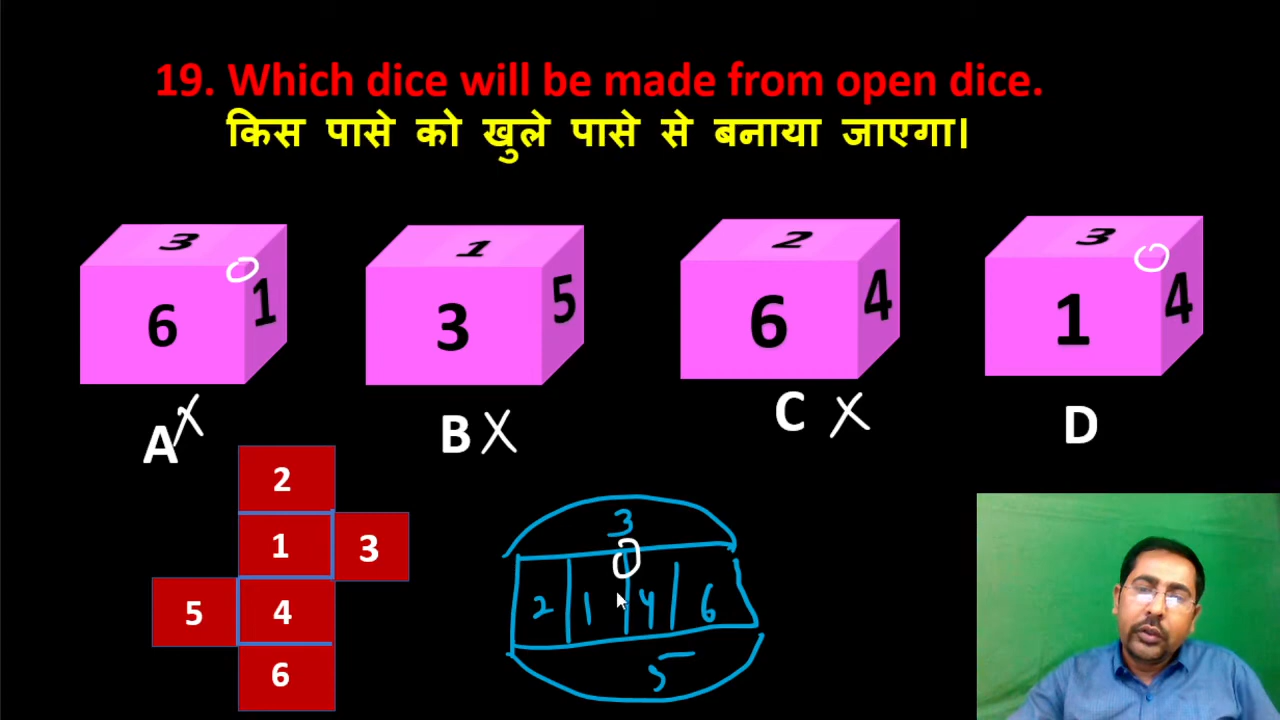 19. Which dice will be made from open dice.
किस पासे को खुले पासे से बनाया जाएगा।
3
6 1
1
3 5
2
6 4
3
1 4
A X
B X
C X
D
2
1 3
5 4
6
3
2 1 4 6
5